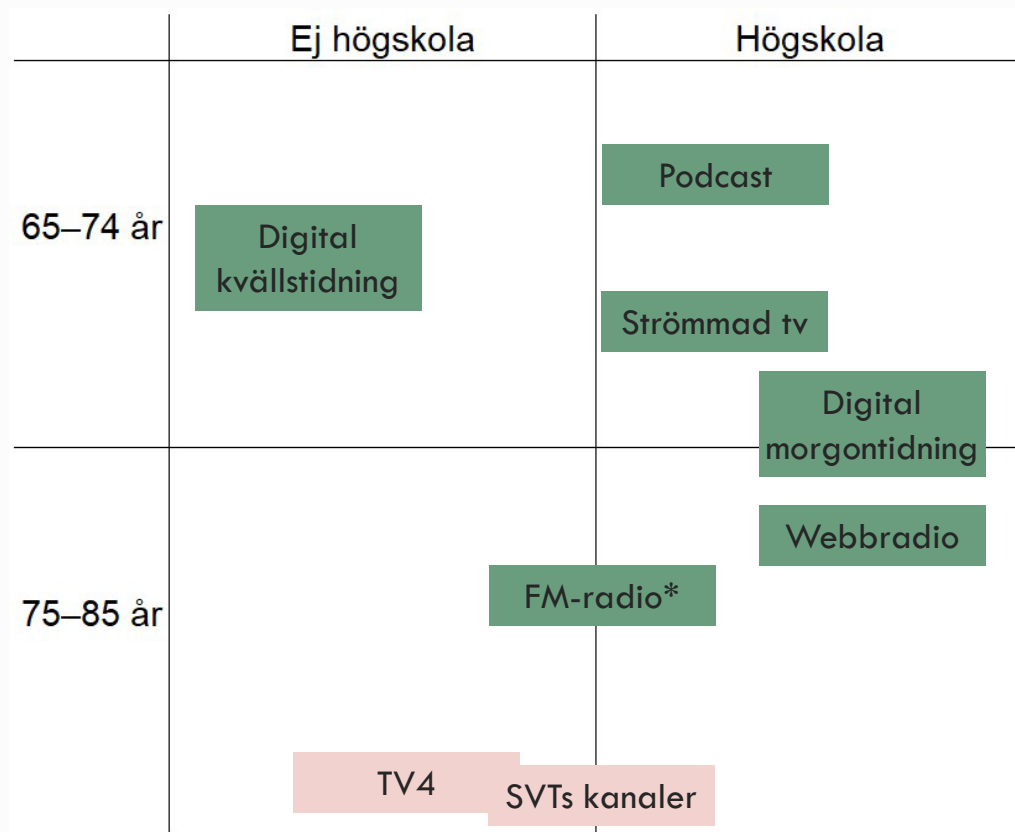 Ej högskola
Högskola
65–74 år
Podcast
Digital
kvällstidning
Strömmad tv
Digital
morgontidning
75–85 år
Webbradio
FM-radio*
TV4
SVTs kanaler